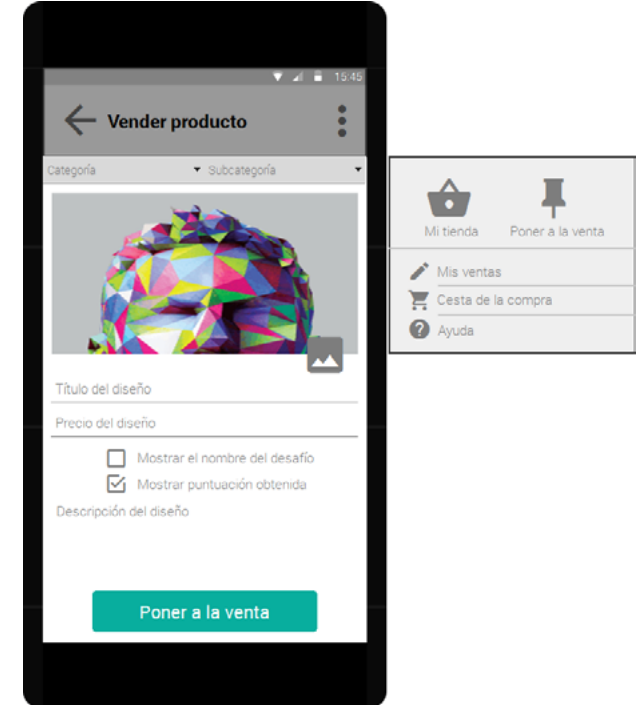 15:45
Vender producto
Categoría Subcategoría
Título del diseño
Precio del diseño
Mostrar el nombre del desafío
Mostrar puntuación obtenida
Descripción del diseño
Poner a la venta
Mi tienda Poner a la venta
Mis ventas
Cesta de la compra
Ayuda